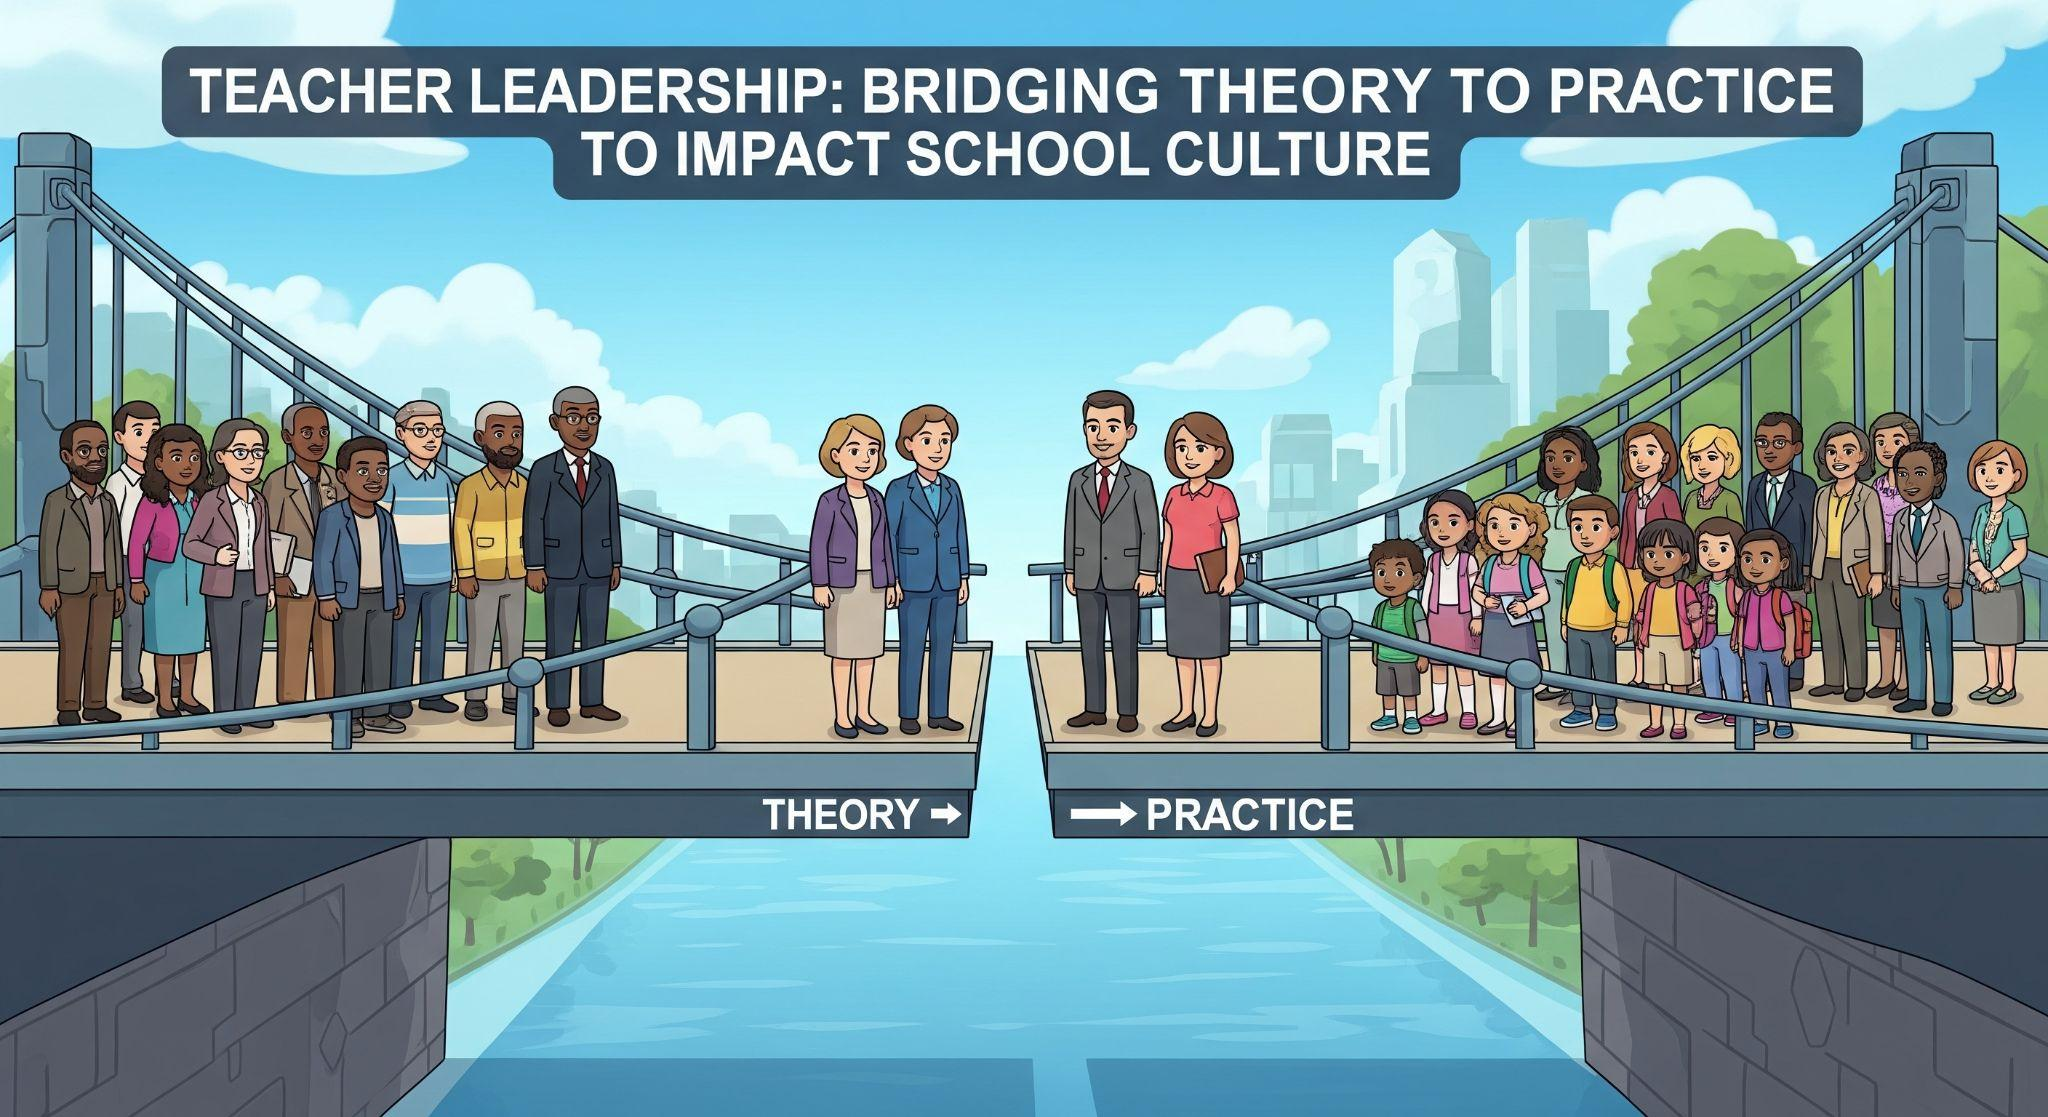 TEACHER LEADERSHIP: BRIDGING THEORY TO PRACTICE
TO IMPACT SCHOOL CULTURE
THEORY →
→ PRACTICE